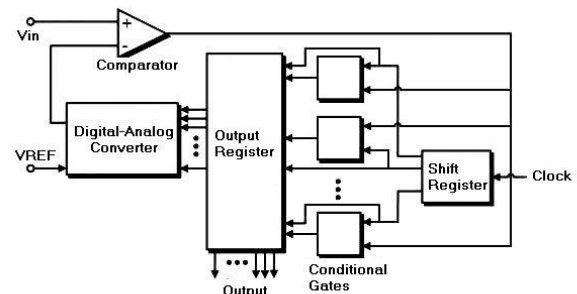 Vin
+
-
Comparator
Digital-Analog
Converter
VREF
Output
Register
Shift
Register
Clock
Conditional
Gates
Output